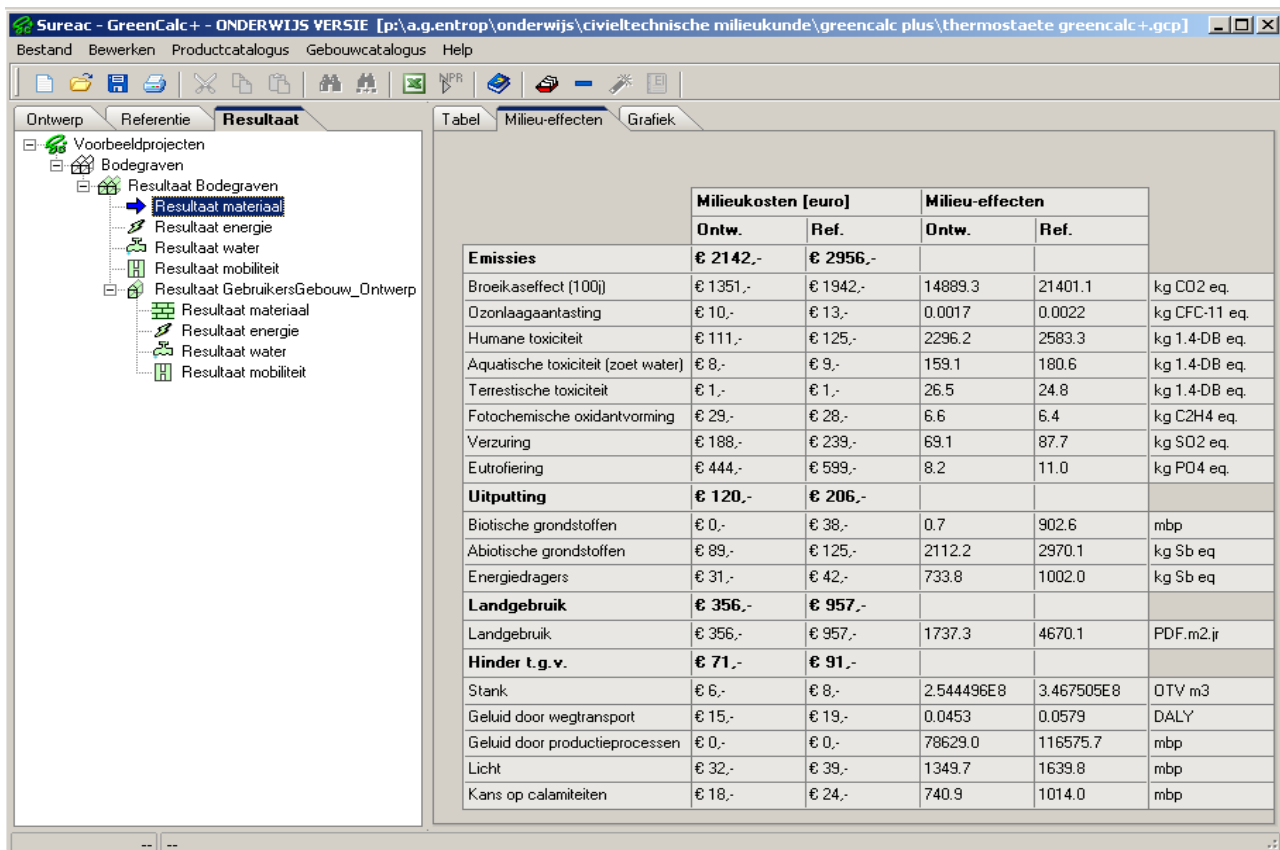 Sureac - GreenCalc+ - ONDERWIJS VERSIE [p:\a.g.entrop\onderwijs\civieltechnische milieukunde\greencalc plus\thermostaete greencalc+.gcp]
Bestand Bewerken Productcatalogus Gebouwcatalogus Help
NPR
Ontwerp Referentie Resultaat
Voorbeeldprojecten
Bodegraven
Resultaat Bodegraven
Resultaat materiaal
Resultaat energie
Resultaat water
Resultaat mobiliteit
Resultaat GebruikersGebouw_Ontwerp
Resultaat materiaal
Resultaat energie
Resultaat water
Resultaat mobiliteit
Tabel Milieu-effecten Grafiek
Milieukosten [euro] Milieu-effecten
Ontw. Ref. Ontw. Ref.
Emissies € 2142,- € 2956,-
Broeikaseffect (100j) € 1351,- € 1942,- 14889.3 21401.1 kg CO2 eq.
Ozonlaagaantasting € 10,- € 13,- 0.0017 0.0022 kg CFC-11 eq.
Humane toxiciteit € 111,- € 125,- 2296.2 2583.3 kg 1.4-DB eq.
Aquatische toxiciteit (zoet water) € 8,- € 9,- 159.1 180.6 kg 1.4-DB eq.
Terrestische toxiciteit € 1,- € 1,- 26.5 24.8 kg 1.4-DB eq.
Fotochemische oxidantvorming € 29,- € 28,- 6.6 6.4 kg C2H4 eq.
Verzuring € 188,- € 239,- 69.1 87.7 kg SO2 eq.
Eutrofiering € 444,- € 599,- 8.2 11.0 kg PO4 eq.
Uitputting € 120,- € 206,-
Biotische grondstoffen € 0,- € 38,- 0.7 902.6 mbp
Abiotische grondstoffen € 89,- € 125,- 2112.2 2970.1 kg Sb eq
Energiedragers € 31,- € 42,- 733.8 1002.0 kg Sb eq
Landgebruik € 356,- € 957,-
Landgebruik € 356,- € 957,- 1737.3 4670.1 PDF.m2.jr
Hinder t.g.v. € 71,- € 91,-
Stank € 6,- € 8,- 2.544496E8 3.467505E8 OTV m3
Geluid door wegtransport € 15,- € 19,- 0.0453 0.0579 DALY
Geluid door productieprocessen € 0,- € 0,- 78629.0 116575.7 mbp
Licht € 32,- € 39,- 1349.7 1639.8 mbp
Kans op calamiteiten € 18,- € 24,- 740.9 1014.0 mbp
-- --